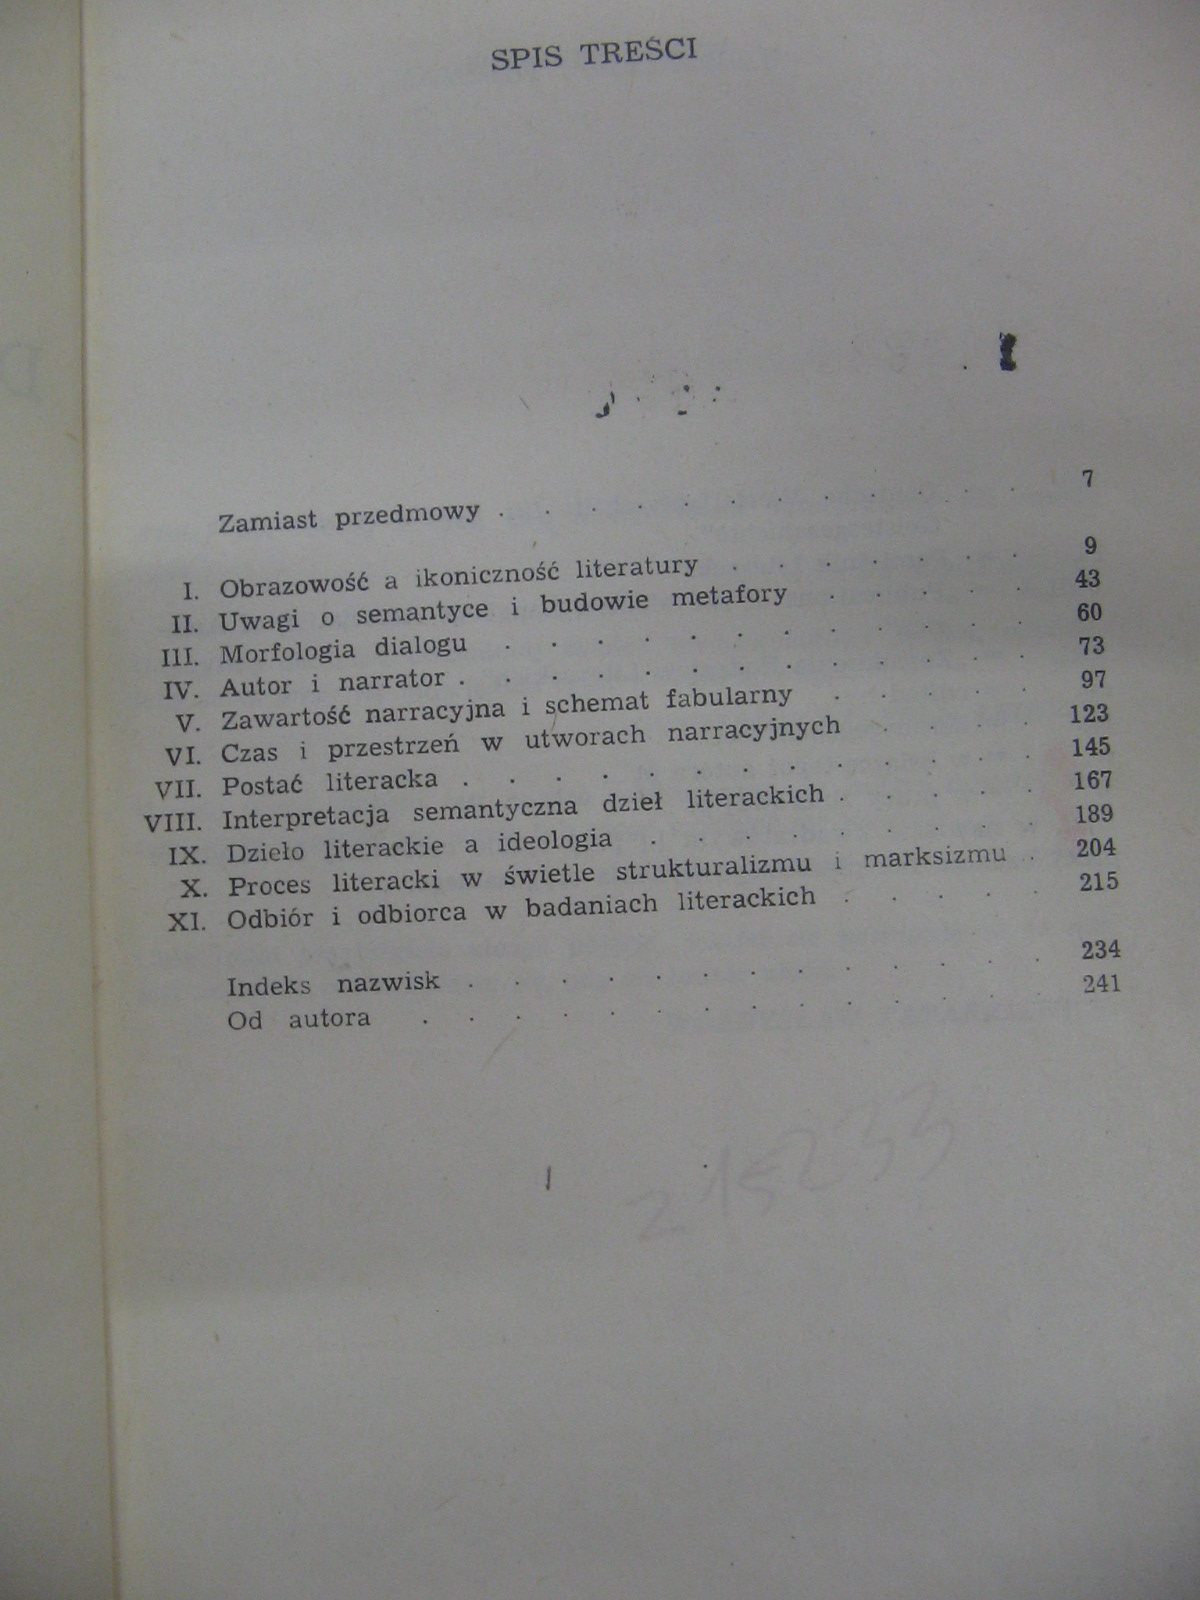 SPIS TREŚCI
Zamiast przedmowy . . . . . . . . . . . . 7
I. Obrazowość a ikoniczność literatury . . . . . . . 9
II. Uwagi o semantyce i budowie metafory . . . . . 43
III. Morfologia dialogu . . . . . . . . . . . . 60
IV. Autor i narrator . . . . . . . . . . . . . 73
V. Zawartość narracyjna i schemat fabularny . . . . . 97
VI. Czas i przestrzeń w utworach narracyjnych . . . . 123
VII. Postać literacka . . . . . . . . . . . . . 145
VIII. Interpretacja semantyczna dzieł literackich . . . . . 167
IX. Dzieło literackie a ideologia . . . . . . . . . 189
X. Proces literacki w świetle strukturalizmu i marksizmu . 204
XI. Odbiór i odbiorca w badaniach literackich . . . . . 215
Indeks nazwisk . . . . . . . . . . . . . 234
Od autora . . . . . . . . . . . . . . 241
215233